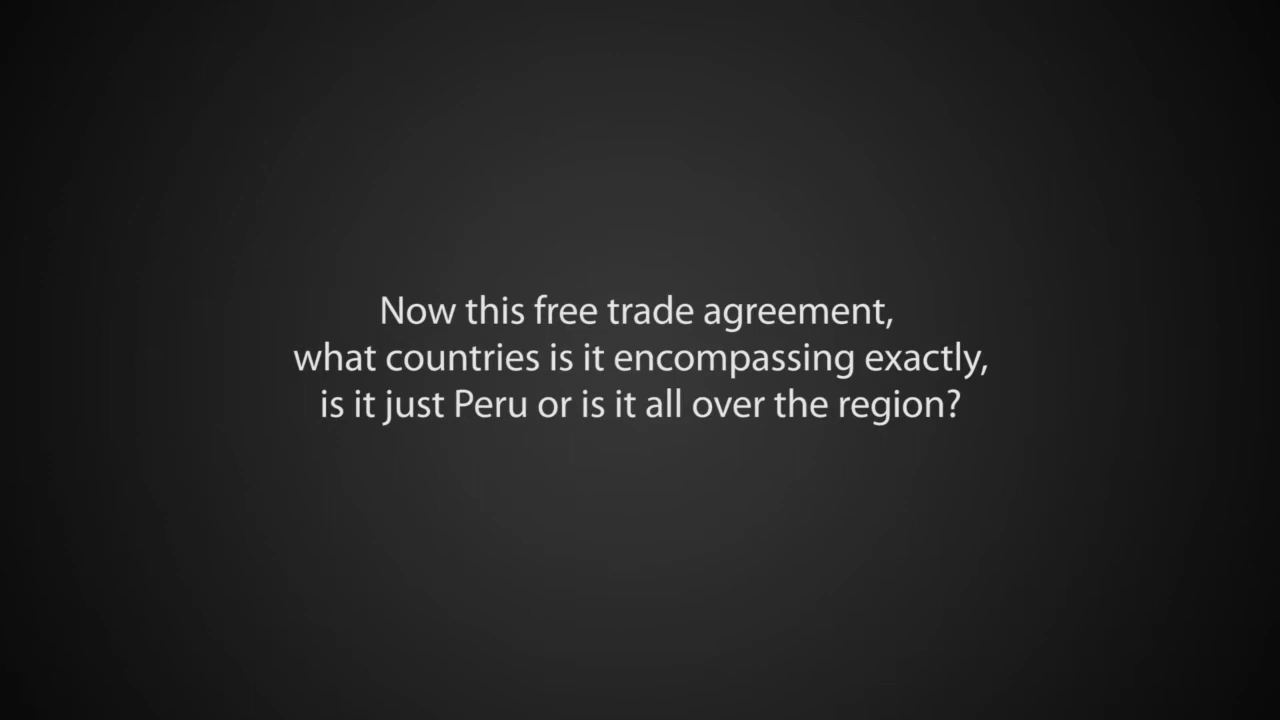 Now this free trade agreement,
what countries is it encompassing exactly,
is it just Peru or is it all over the region?